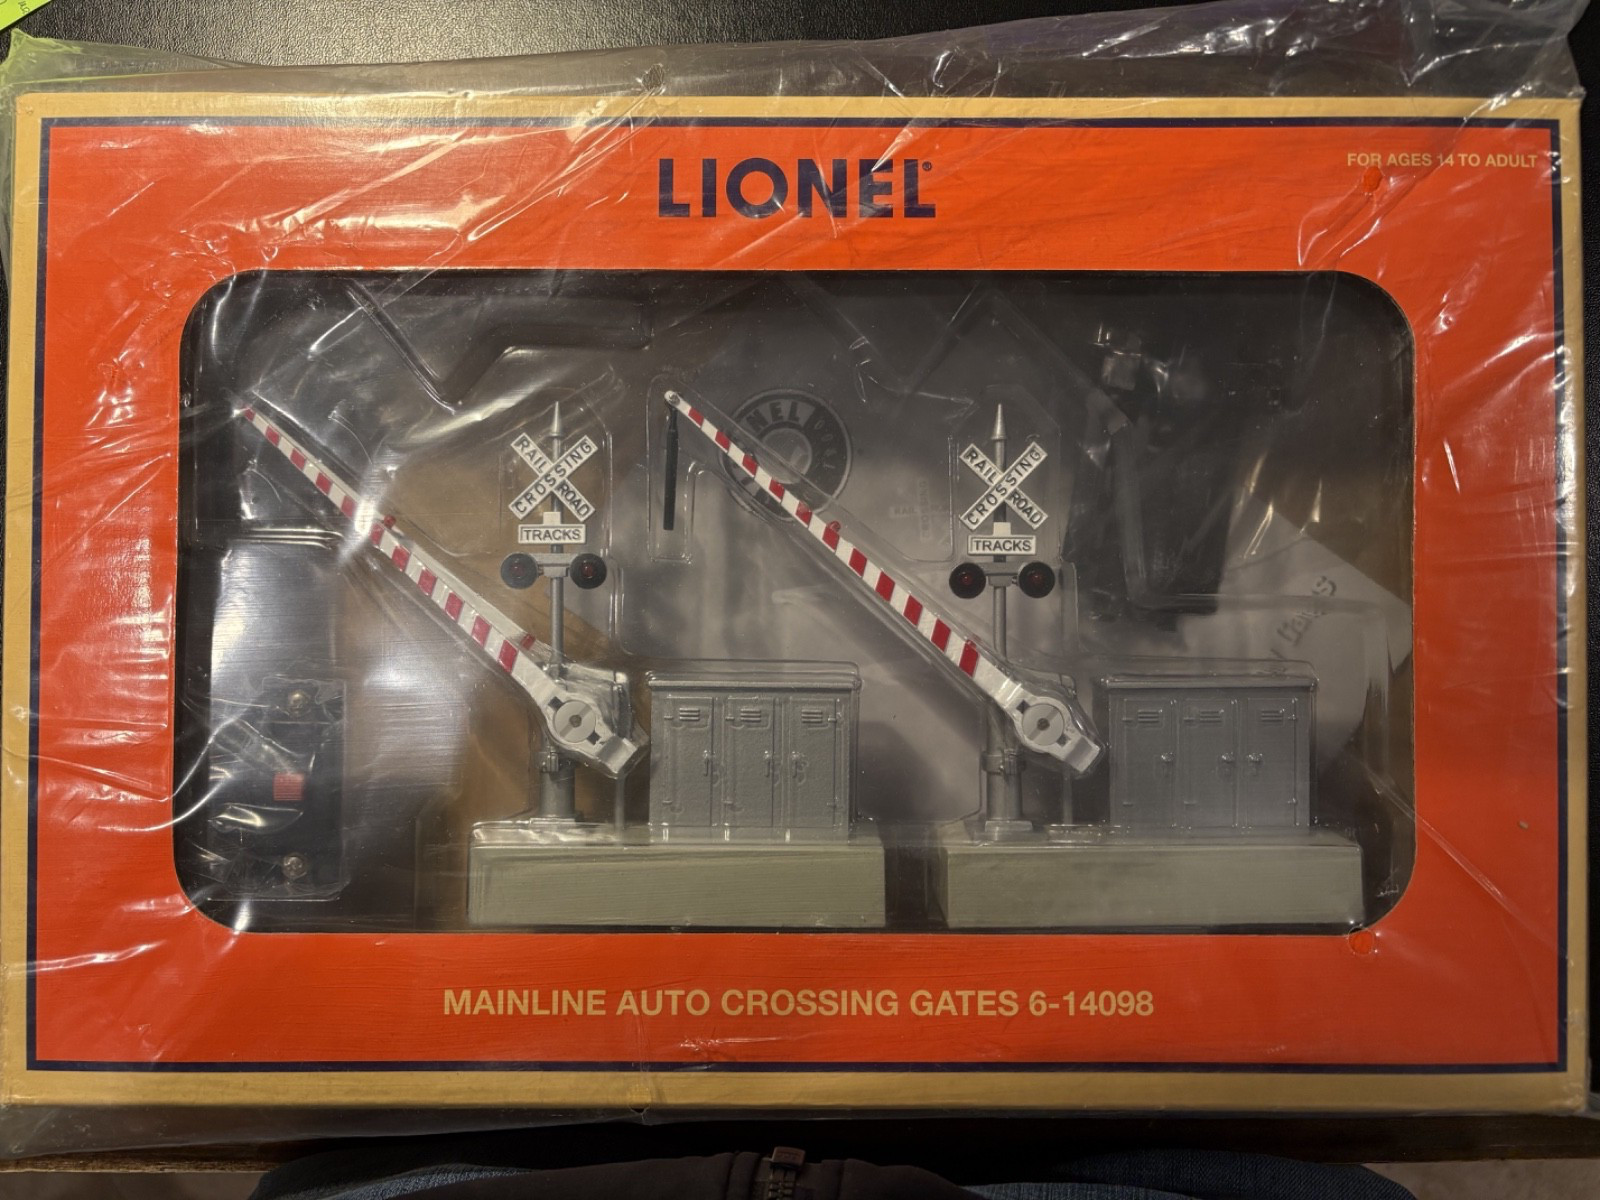 LIONEL®
FOR AGES 14 TO ADULT
RAIL ROAD
CROSSING
TRACKS
RAIL ROAD
CROSSING
TRACKS
MAINLINE AUTO CROSSING GATES 6-14098